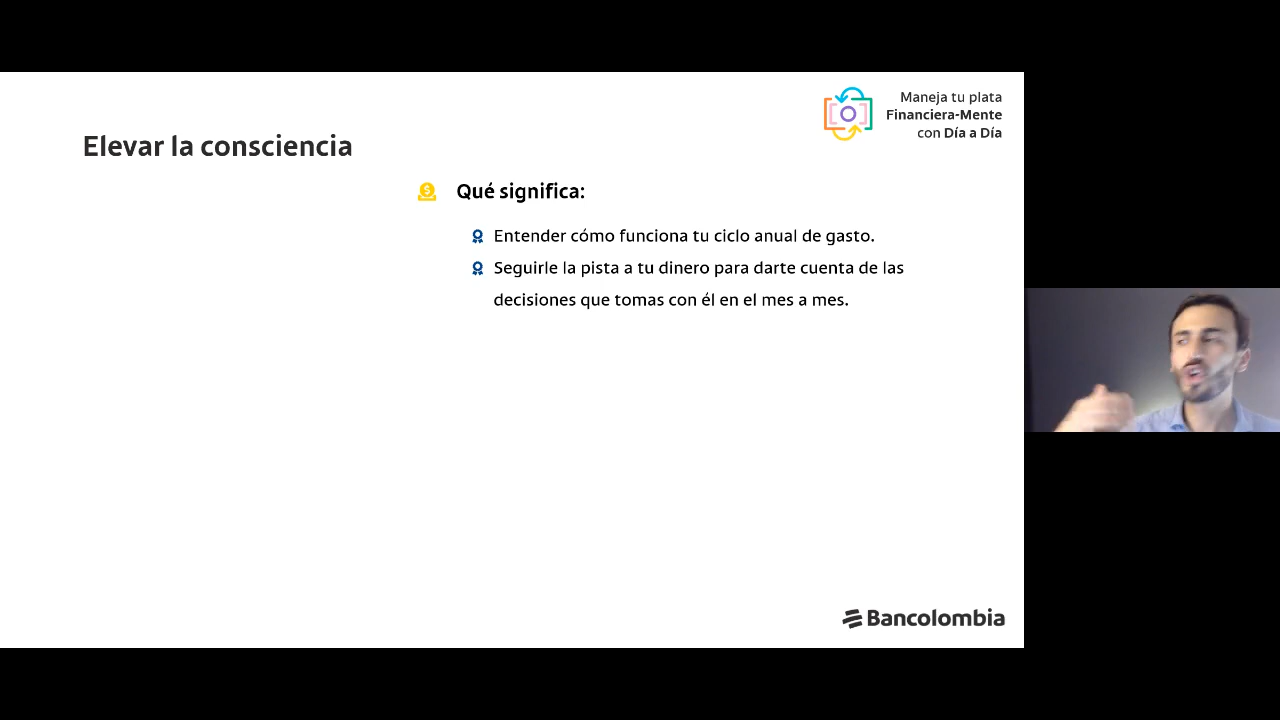 Maneja tu plata
Financiera-Mente
con Día a Día
Elevar la consciencia
Qué significa:
Entender cómo funciona tu ciclo anual de gasto.
Seguirle la pista a tu dinero para darte cuenta de las
decisiones que tomas con él en el mes a mes.
Bancolombia